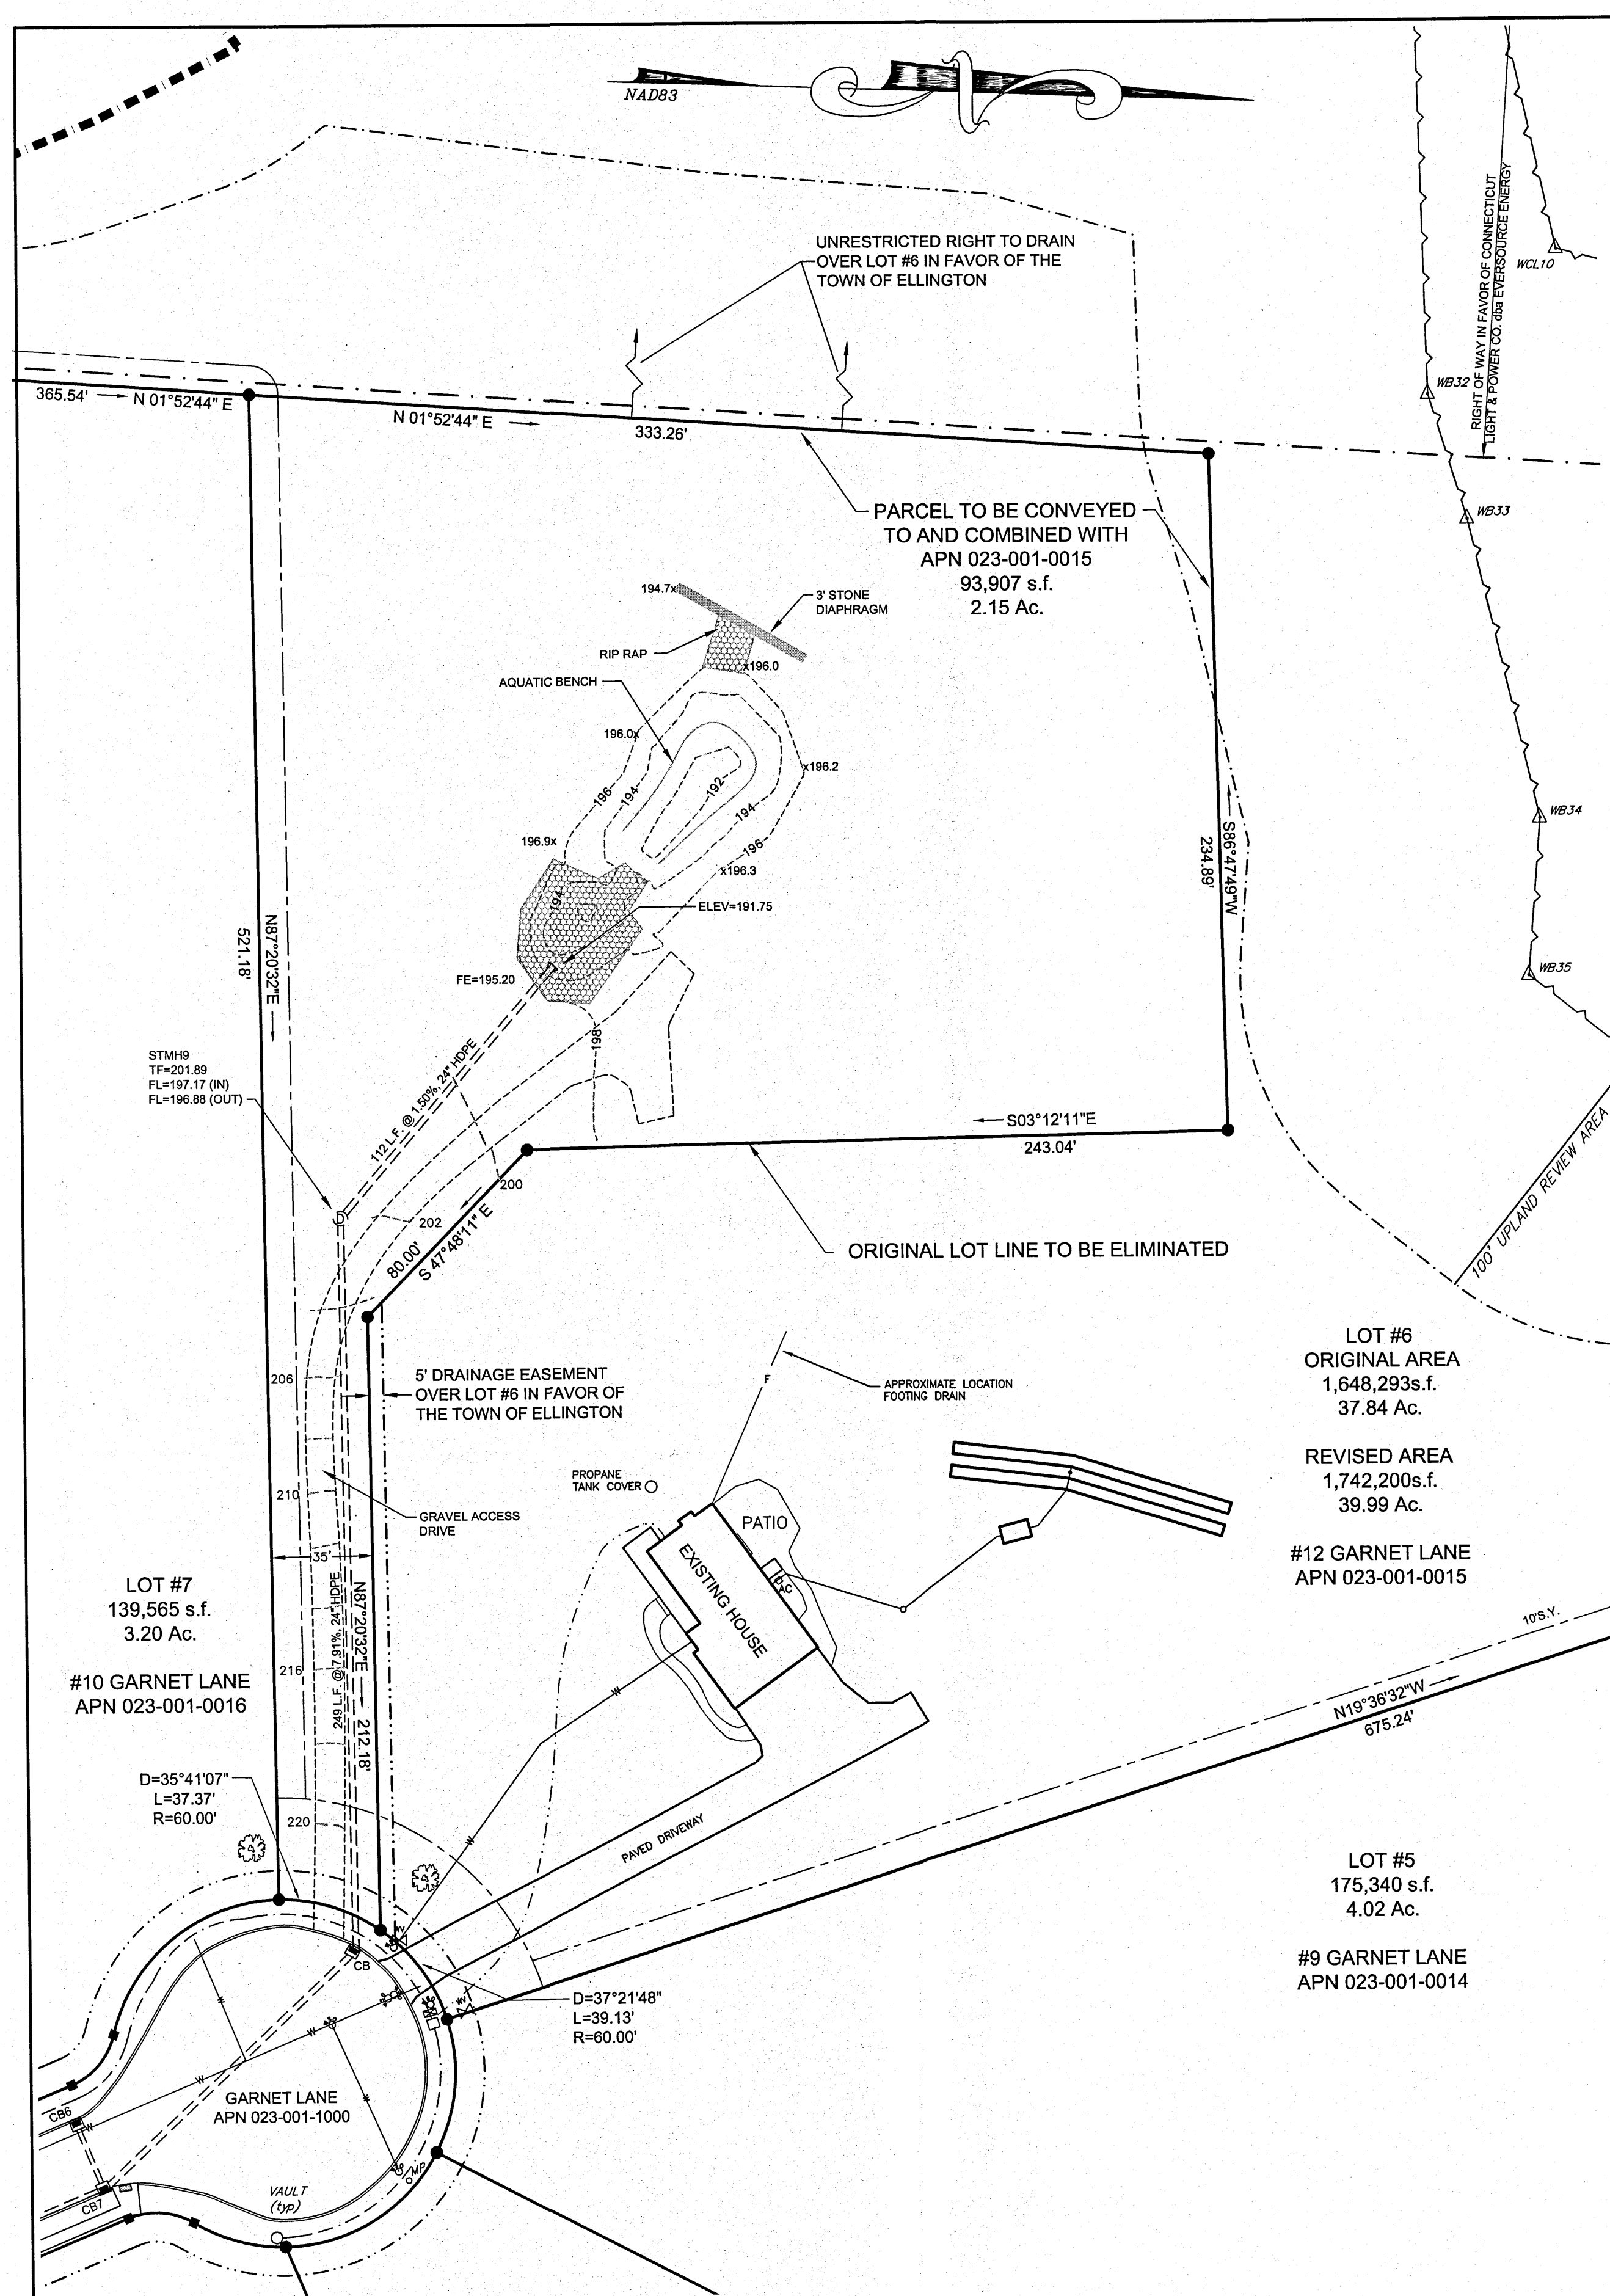 NAD83
UNRESTRICTED RIGHT TO DRAIN
OVER LOT #6 IN FAVOR OF THE
TOWN OF ELLINGTON
RIGHT OF WAY IN FAVOR OF CONNECTICUT
LIGHT & POWER CO. dba EVERSOURCE ENERGY
WCL10
WB32
WB33
WB34
WB35
365.54'
N 01°52'44" E
N 01°52'44" E
333.26'
PARCEL TO BE CONVEYED
TO AND COMBINED WITH
APN 023-001-0015
93,907 s.f.
2.15 Ac.
194.7x
3' STONE
DIAPHRAGM
RIP RAP
x196.0
AQUATIC BENCH
196.0x
x196.2
196
194
192
194
196
196.9x
x196.3
194
ELEV=191.75
FE=195.20
198
S86°47'49"W
234.89'
N87°20'32"E
521.18'
STMH9
TF=201.89
FL=197.17 (IN)
FL=196.88 (OUT)
112 L.F. @ 1.50%, 24" HDPE
D
S03°12'11"E
243.04'
200
202
80.00'
S 47°48'11" E
ORIGINAL LOT LINE TO BE ELIMINATED
100' UPLAND REVIEW AREA
206
5' DRAINAGE EASEMENT
OVER LOT #6 IN FAVOR OF
THE TOWN OF ELLINGTON
F
APPROXIMATE LOCATION
FOOTING DRAIN
LOT #6
ORIGINAL AREA
1,648,293s.f.
37.84 Ac.
REVISED AREA
1,742,200s.f.
39.99 Ac.
#12 GARNET LANE
APN 023-001-0015
PROPANE
TANK COVER
210
GRAVEL ACCESS
DRIVE
PATIO
EXISTING HOUSE
35'
249 L.F. @ 7.91%, 24" HDPE
N87°20'32"E
212.18'
LOT #7
139,565 s.f.
3.20 Ac.
#10 GARNET LANE
APN 023-001-0016
216
W
10'S.Y.
N19°36'32"W
675.24'
D=35°41'07"
L=37.37'
R=60.00'
220
W
PAVED DRIVEWAY
LOT #5
175,340 s.f.
4.02 Ac.
#9 GARNET LANE
APN 023-001-0014
CB
D=37°21'48"
L=39.13'
R=60.00'
W
W
GARNET LANE
APN 023-001-1000
CB6
W
MP
CB7
VAULT
(typ)